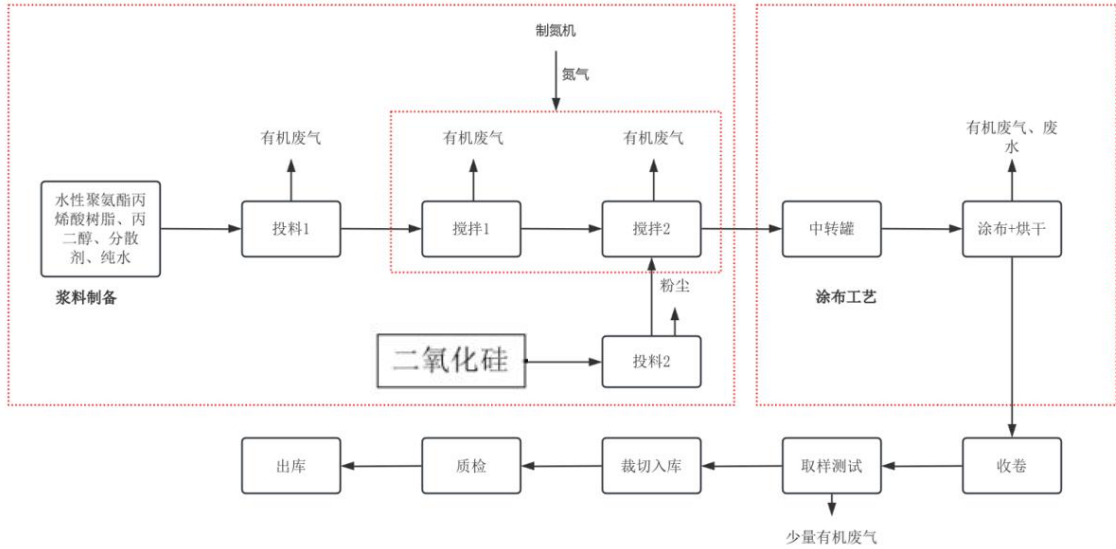 制氮机
氮气
有机废气
有机废气
有机废气
有机废气、废
水
水性聚氨酯丙
烯酸树脂、丙
二醇、分散
剂、纯水
投料1
搅拌1
搅拌2
中转罐
涂布+烘干
浆料制备
粉尘
涂布工艺
二氧化硅
投料2
出库
质检
裁切入库
取样测试
收卷
少量有机废气